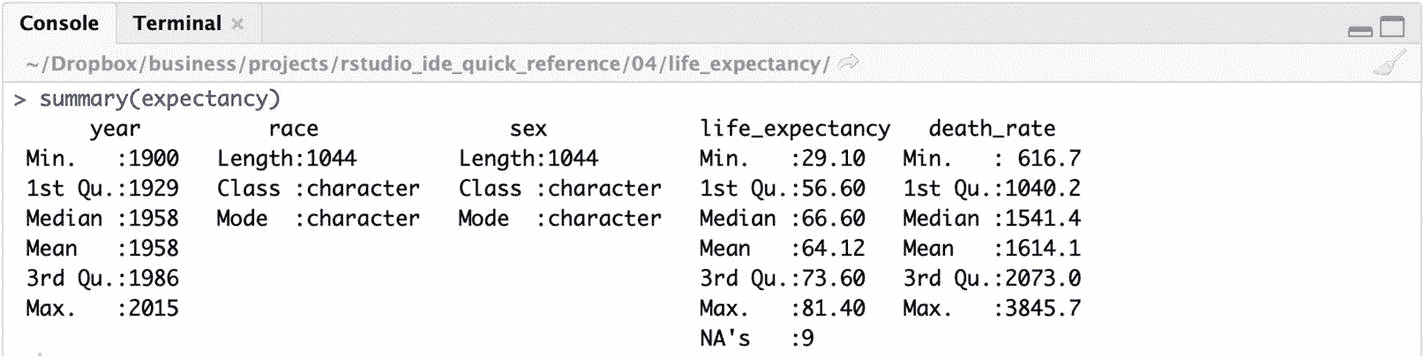 Console Terminal ×
~/Dropbox/business/projects/rstudio_ide_quick_reference/04/life_expectancy/
> summary(expectancy)
      year          race               sex            life_expectancy   death_rate
 Min.   :1900   Length:1044        Length:1044        Min.   :29.10   Min.   : 616.7
 1st Qu.:1929   Class :character   Class :character   1st Qu.:56.60   1st Qu.:1040.2
 Median :1958   Mode  :character   Mode  :character   Median :66.60   Median :1541.4
 Mean   :1958                                         Mean   :64.12   Mean   :1614.1
 3rd Qu.:1986                                         3rd Qu.:73.60   3rd Qu.:2073.0
 Max.   :2015                                         Max.   :81.40   Max.   :3845.7
                                                      NA's   :9